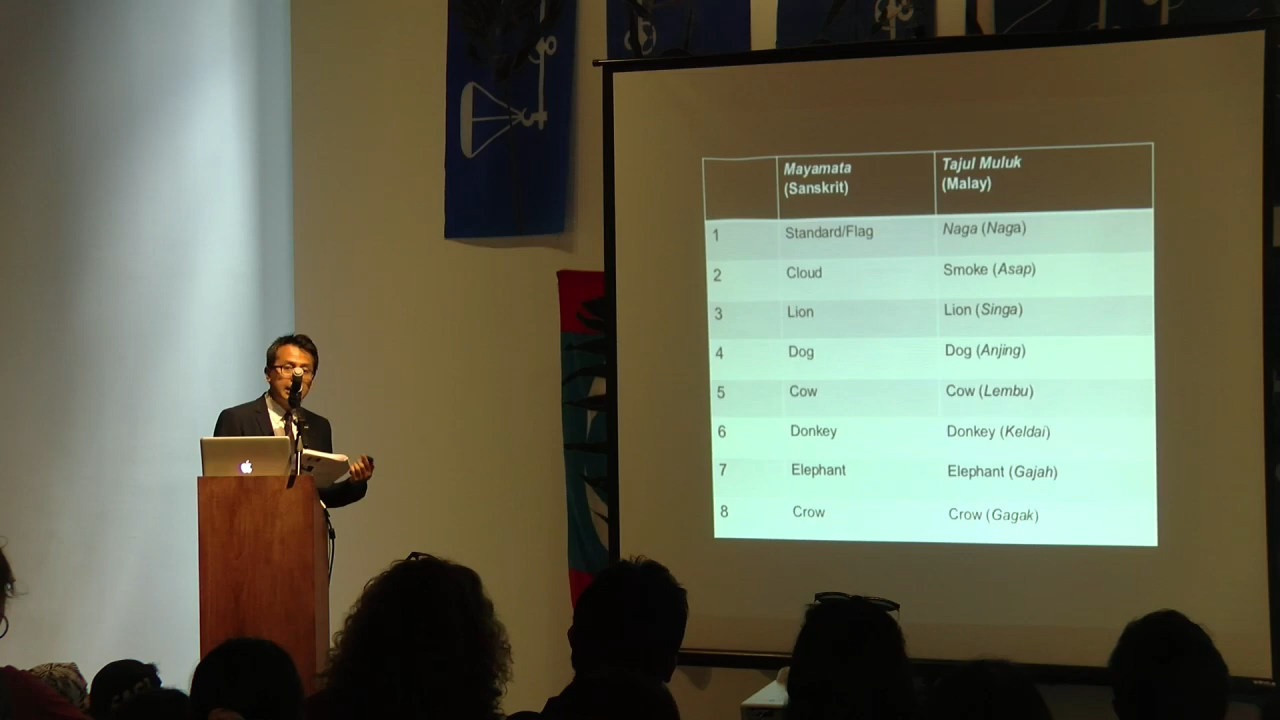 Mayamata Tajul Muluk
(Sanskrit) (Malay)
1 Standard/Flag Naga (Naga)
2 Cloud Smoke (Asap)
3 Lion Lion (Singa)
4 Dog Dog (Anjing)
5 Cow Cow (Lembu)
6 Donkey Donkey (Keldai)
7 Elephant Elephant (Gajah)
8 Crow Crow (Gagak)